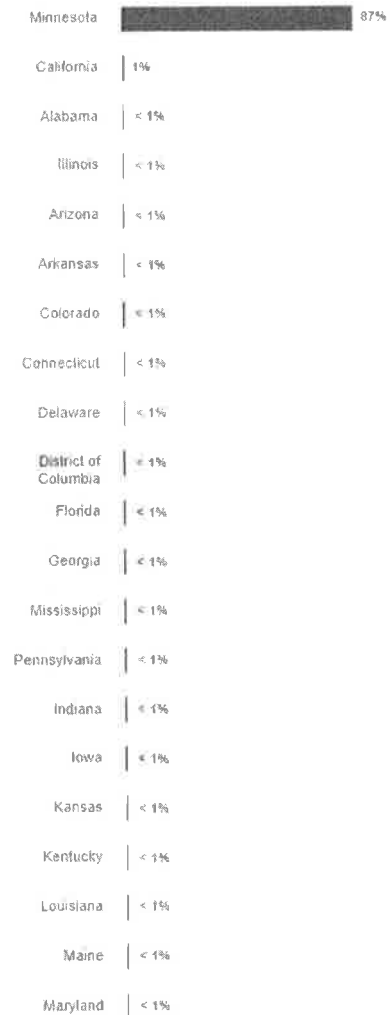 Minnesota 87%
California 1%
Alabama < 1%
Illinois < 1%
Arizona < 1%
Arkansas < 1%
Colorado < 1%
Connecticut < 1%
Delaware < 1%
District of < 1%
Columbia
Florida < 1%
Georgia < 1%
Mississippi < 1%
Pennsylvania < 1%
Indiana < 1%
Iowa < 1%
Kansas < 1%
Kentucky < 1%
Louisiana < 1%
Maine < 1%
Maryland < 1%